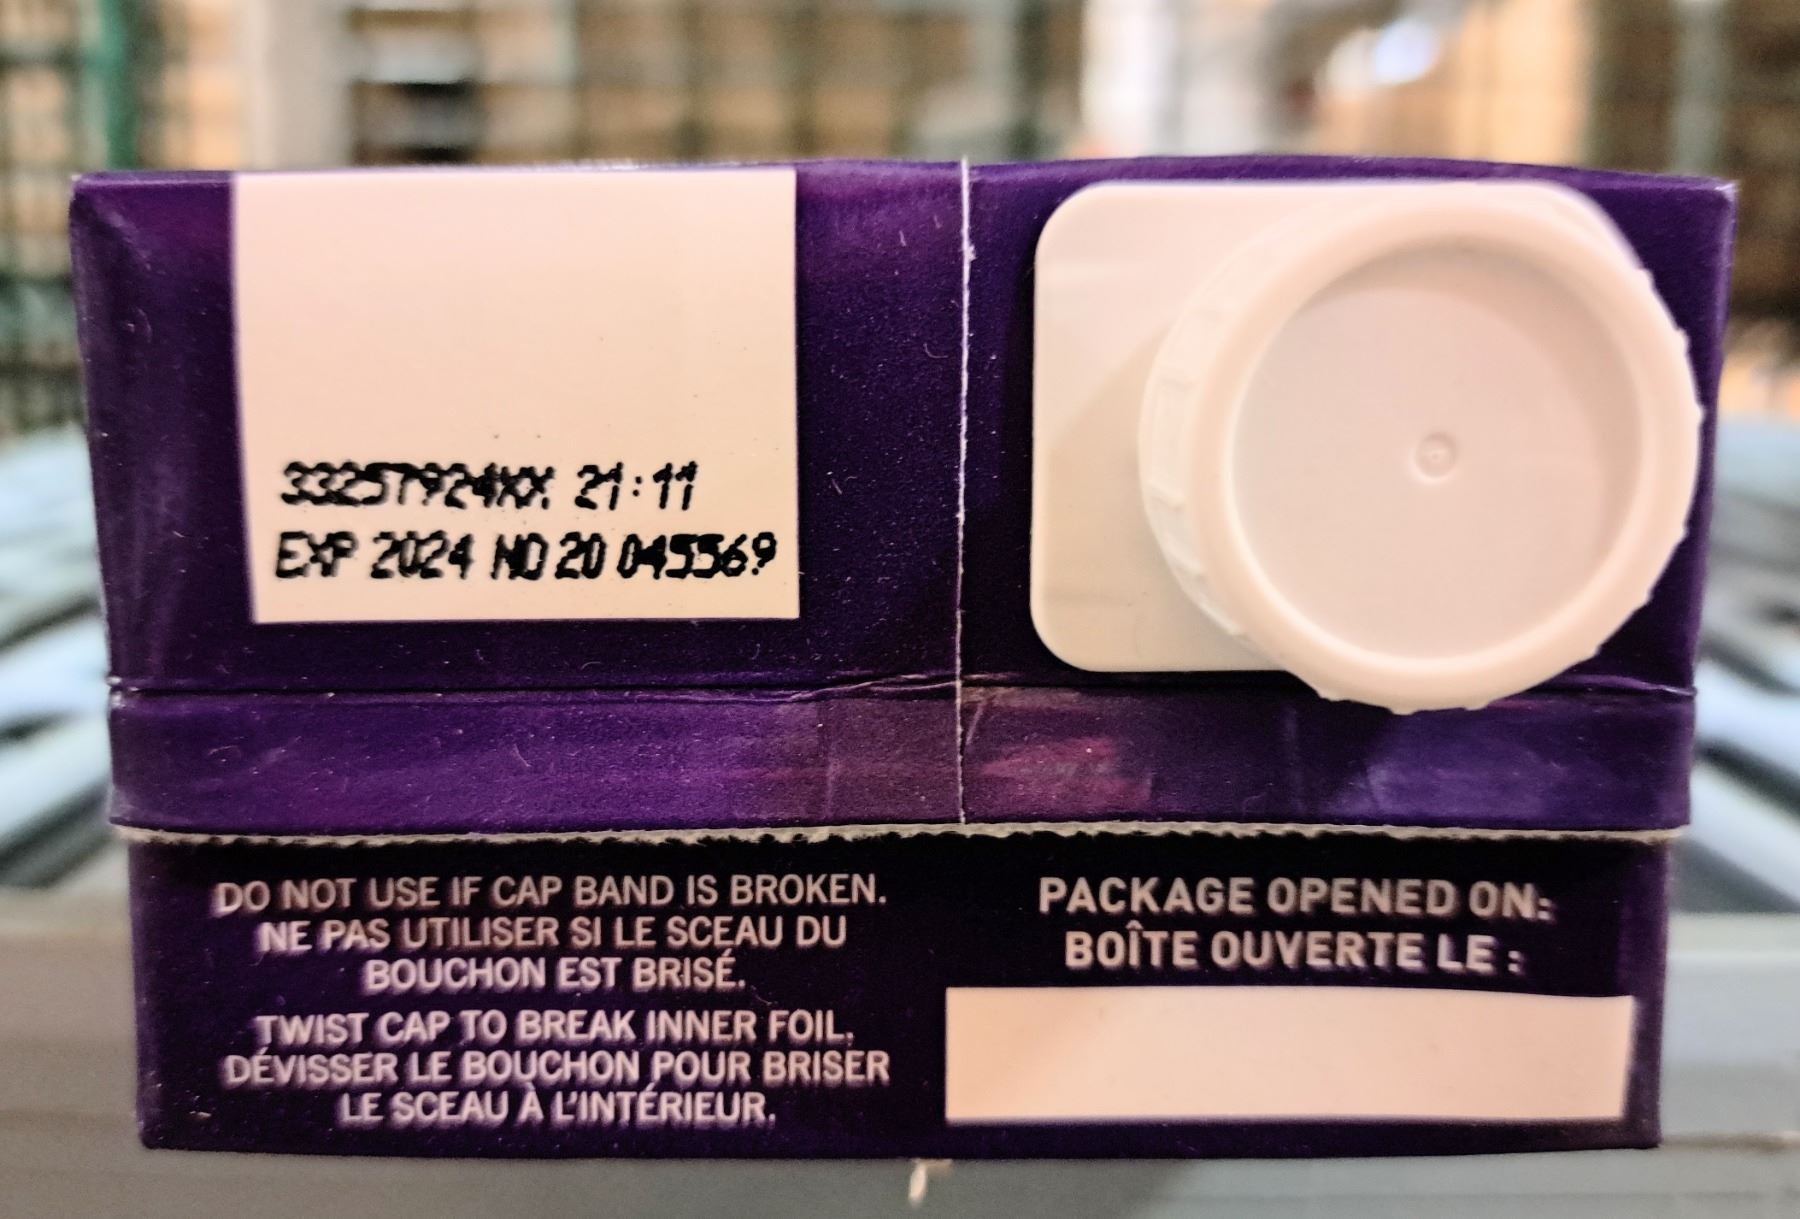 33257924XX 21:11
EXP 2024 NO 20 045569
DO NOT USE IF CAP BAND IS BROKEN.
NE PAS UTILISER SI LE SCEAU DU
BOUCHON EST BRISÉ.
TWIST CAP TO BREAK INNER FOIL.
DÉVISSER LE BOUCHON POUR BRISER
LE SCEAU À L'INTÉRIEUR.
PACKAGE OPENED ON:
BOÎTE OUVERTE LE :